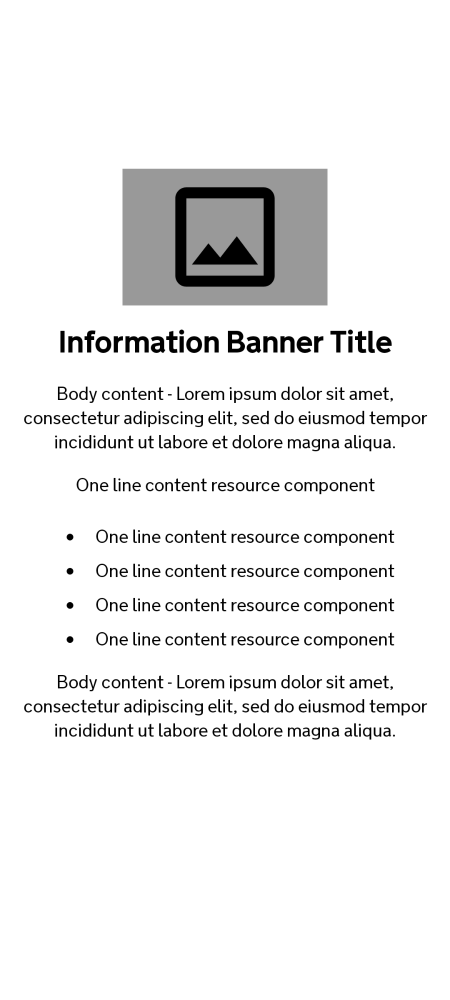 Information Banner Title
Body content - Lorem ipsum dolor sit amet,
consectetur adipiscing elit, sed do eiusmod tempor
incididunt ut labore et dolore magna aliqua.
One line content resource component
• One line content resource component
• One line content resource component
• One line content resource component
• One line content resource component
Body content - Lorem ipsum dolor sit amet,
consectetur adipiscing elit, sed do eiusmod tempor
incididunt ut labore et dolore magna aliqua.